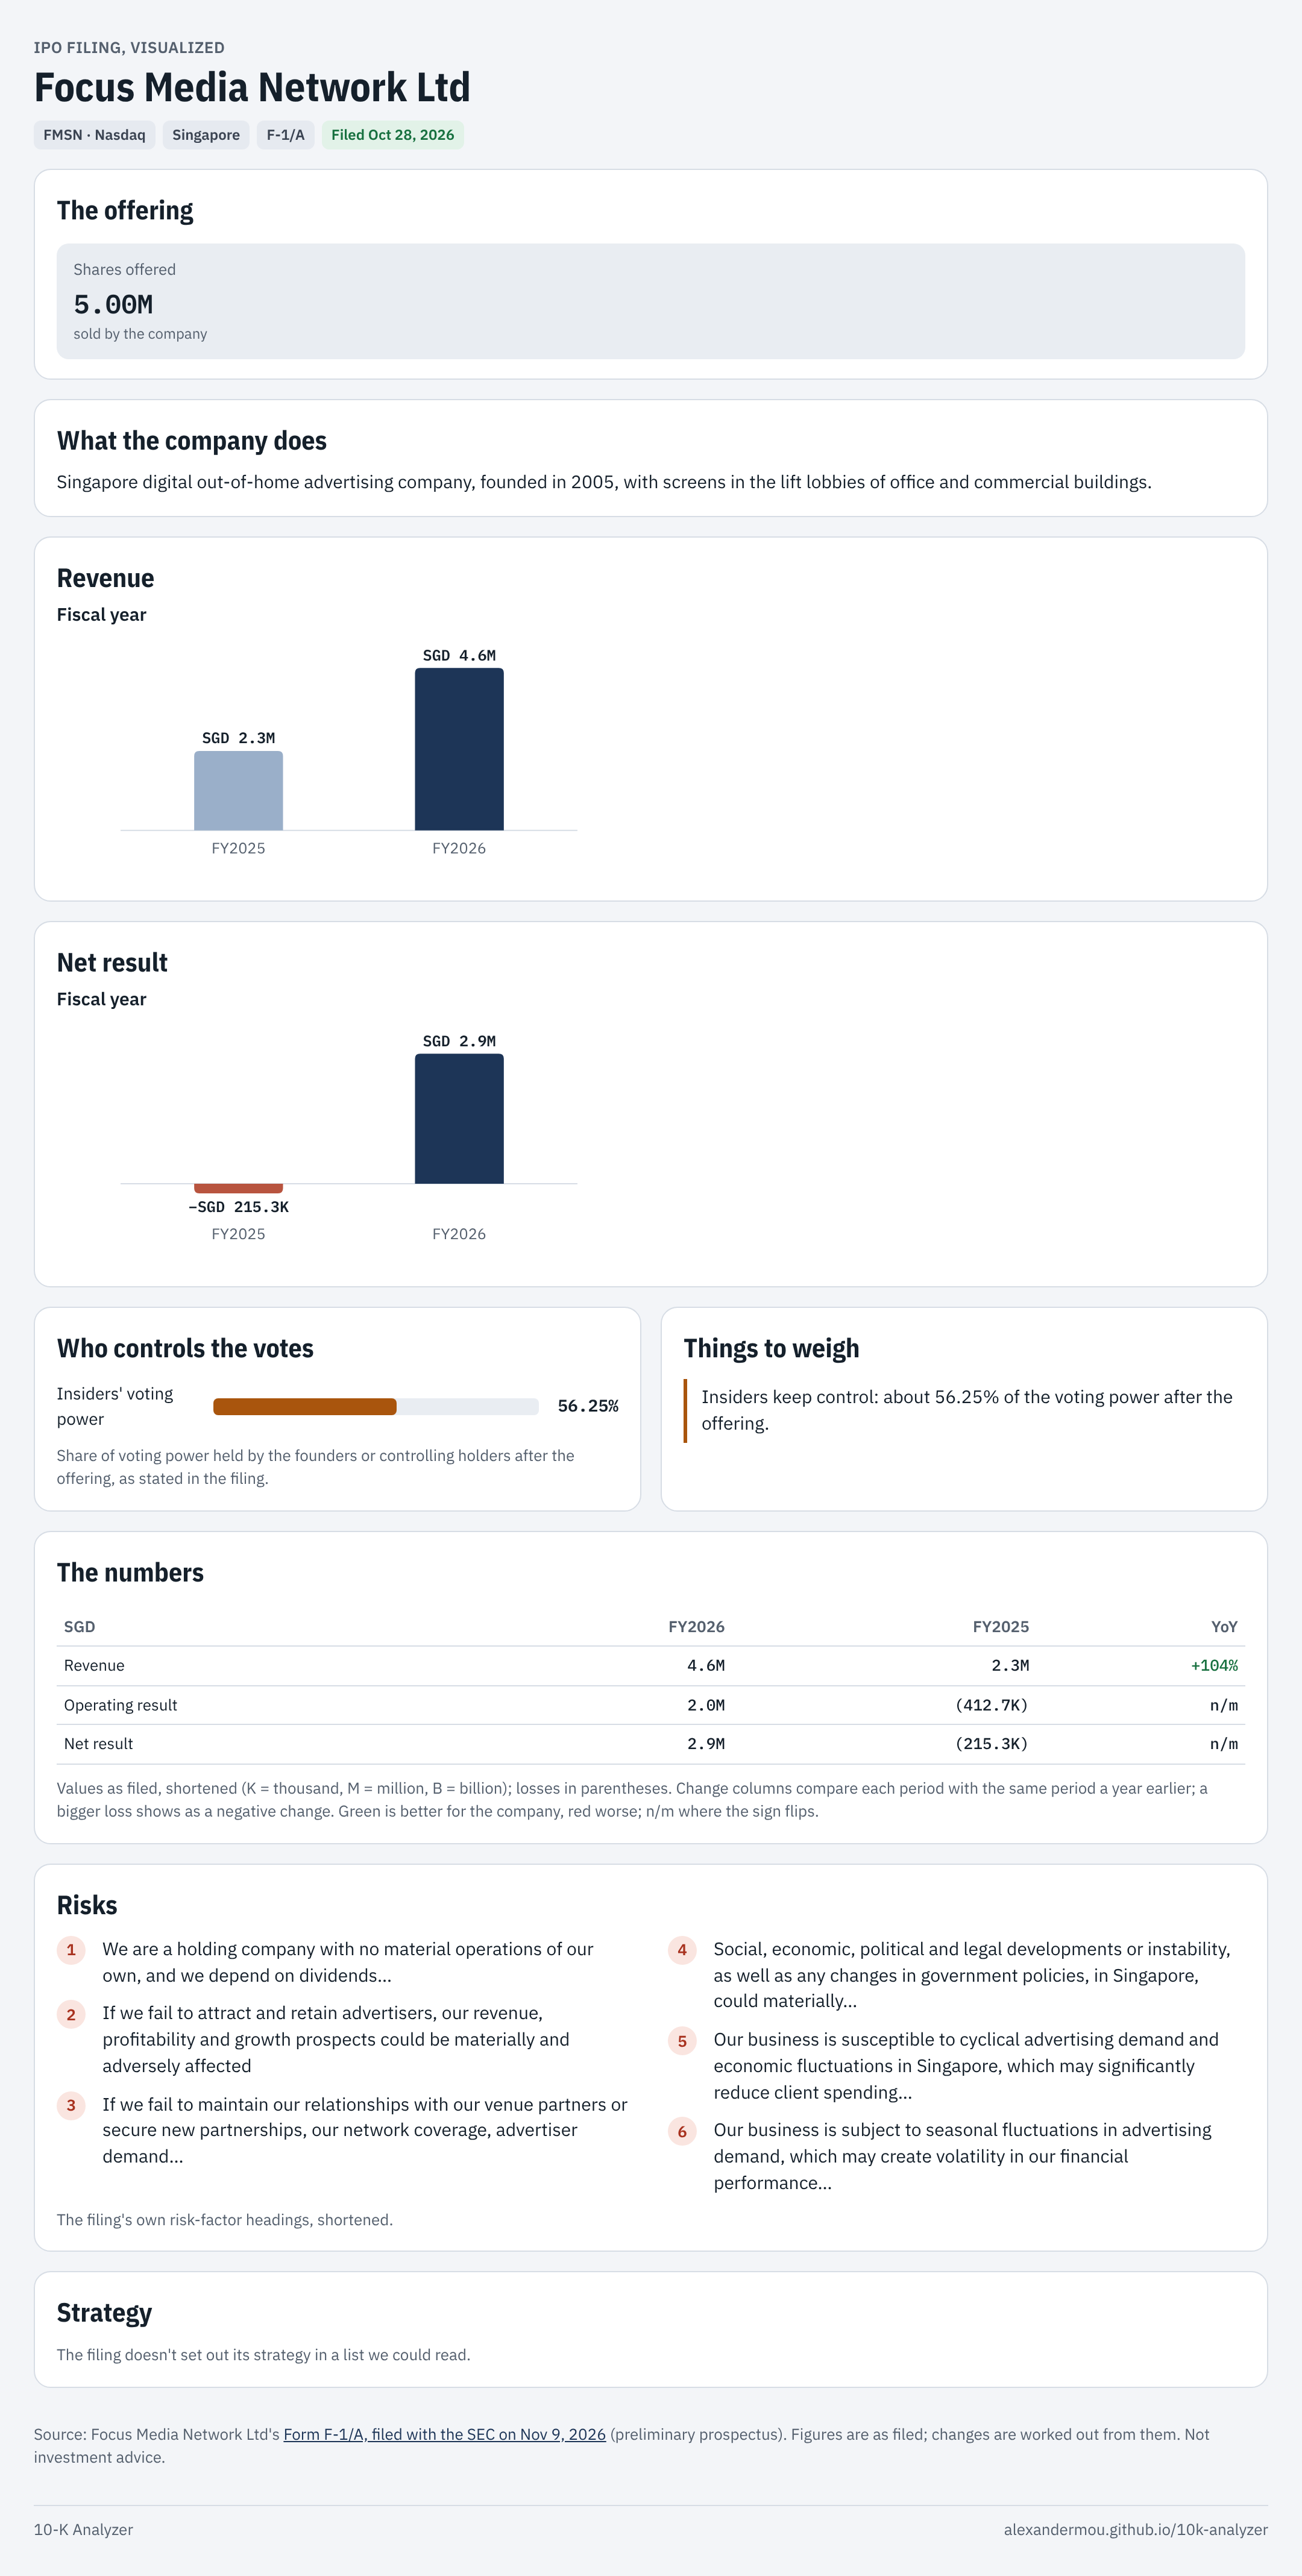 IPO FILING, VISUALIZED
Focus Media Network Ltd
FMSN · Nasdaq
Singapore
F-1/A
Filed Oct 28, 2026
The offering
Shares offered
5.00M
sold by the company
What the company does
Singapore digital out-of-home advertising company, founded in 2005, with screens in the lift lobbies of office and commercial buildings.
Revenue
Fiscal year
SGD 4.6M
SGD 2.3M
FY2025
FY2026
Net result
Fiscal year
SGD 2.9M
−SGD 215.3K
FY2025
FY2026
Who controls the votes
Insiders' voting
power
56.25%
Share of voting power held by the founders or controlling holders after the
offering, as stated in the filing.
Things to weigh
Insiders keep control: about 56.25% of the voting power after the
offering.
The numbers
SGD FY2026 FY2025 YoY
Revenue 4.6M 2.3M +104%
Operating result 2.0M (412.7K) n/m
Net result 2.9M (215.3K) n/m
Values as filed, shortened (K = thousand, M = million, B = billion); losses in parentheses. Change columns compare each period with the same period a year earlier; a
bigger loss shows as a negative change. Green is better for the company, red worse; n/m where the sign flips.
Risks
1 We are a holding company with no material operations of our
own, and we depend on dividends…
2 If we fail to attract and retain advertisers, our revenue,
profitability and growth prospects could be materially and
adversely affected
3 If we fail to maintain our relationships with our venue partners or
secure new partnerships, our network coverage, advertiser
demand…
4 Social, economic, political and legal developments or instability,
as well as any changes in government policies, in Singapore,
could materially…
5 Our business is susceptible to cyclical advertising demand and
economic fluctuations in Singapore, which may significantly
reduce client spending…
6 Our business is subject to seasonal fluctuations in advertising
demand, which may create volatility in our financial
performance…
The filing's own risk-factor headings, shortened.
Strategy
The filing doesn't set out its strategy in a list we could read.
Source: Focus Media Network Ltd's Form F-1/A, filed with the SEC on Nov 9, 2026 (preliminary prospectus). Figures are as filed; changes are worked out from them. Not
investment advice.
10-K Analyzer
alexandermou.github.io/10k-analyzer